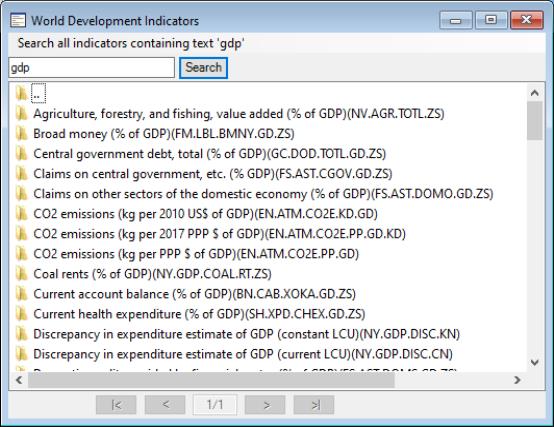 World Development Indicators
Search all indicators containing text 'gdp'
gdp Search
..
Agriculture, forestry, and fishing, value added (% of GDP)(NV.AGR.TOTL.ZS)
Broad money (% of GDP)(FM.LBL.BMNY.GD.ZS)
Central government debt, total (% of GDP)(GC.DOD.TOTL.GD.ZS)
Claims on central government, etc. (% GDP)(FS.AST.CGOV.GD.ZS)
Claims on other sectors of the domestic economy (% of GDP)(FS.AST.DOMO.GD.ZS)
CO2 emissions (kg per 2010 US$ of GDP)(EN.ATM.CO2E.KD.GD)
CO2 emissions (kg per 2017 PPP $ of GDP)(EN.ATM.CO2E.PP.GD.KD)
CO2 emissions (kg per PPP $ of GDP)(EN.ATM.CO2E.PP.GD)
Coal rents (% of GDP)(NY.GDP.COAL.RT.ZS)
Current account balance (% of GDP)(BN.CAB.XOKA.GD.ZS)
Current health expenditure (% of GDP)(SH.XPD.CHEX.GD.ZS)
Discrepancy in expenditure estimate of GDP (constant LCU)(NY.GDP.DISC.KN)
Discrepancy in expenditure estimate of GDP (current LCU)(NY.GDP.DISC.CN)
|< < 1/1 > >|